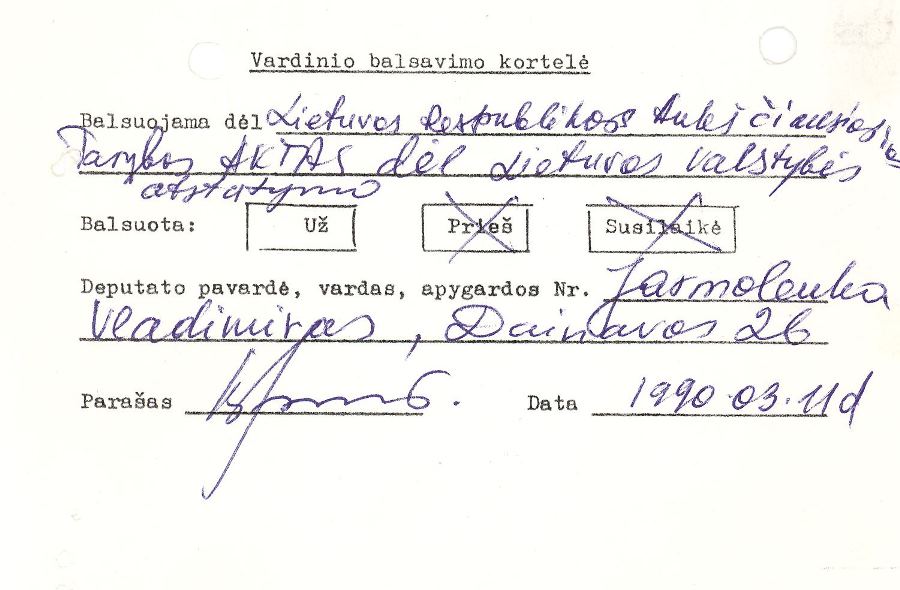 Vardinio balsavimo kortelė
Balsuojama dėl Lietuvos Respublikos Aukščiausiosios
Tarybos AKTAS dėl Lietuvos valstybės
atstatymo
Balsuota: Už Prieš Susilaikė
Deputato pavardė, vardas, apygardos Nr. Jarmolenka
Vladimiras, Dainavos 26
Parašas Data 1990.03.11d